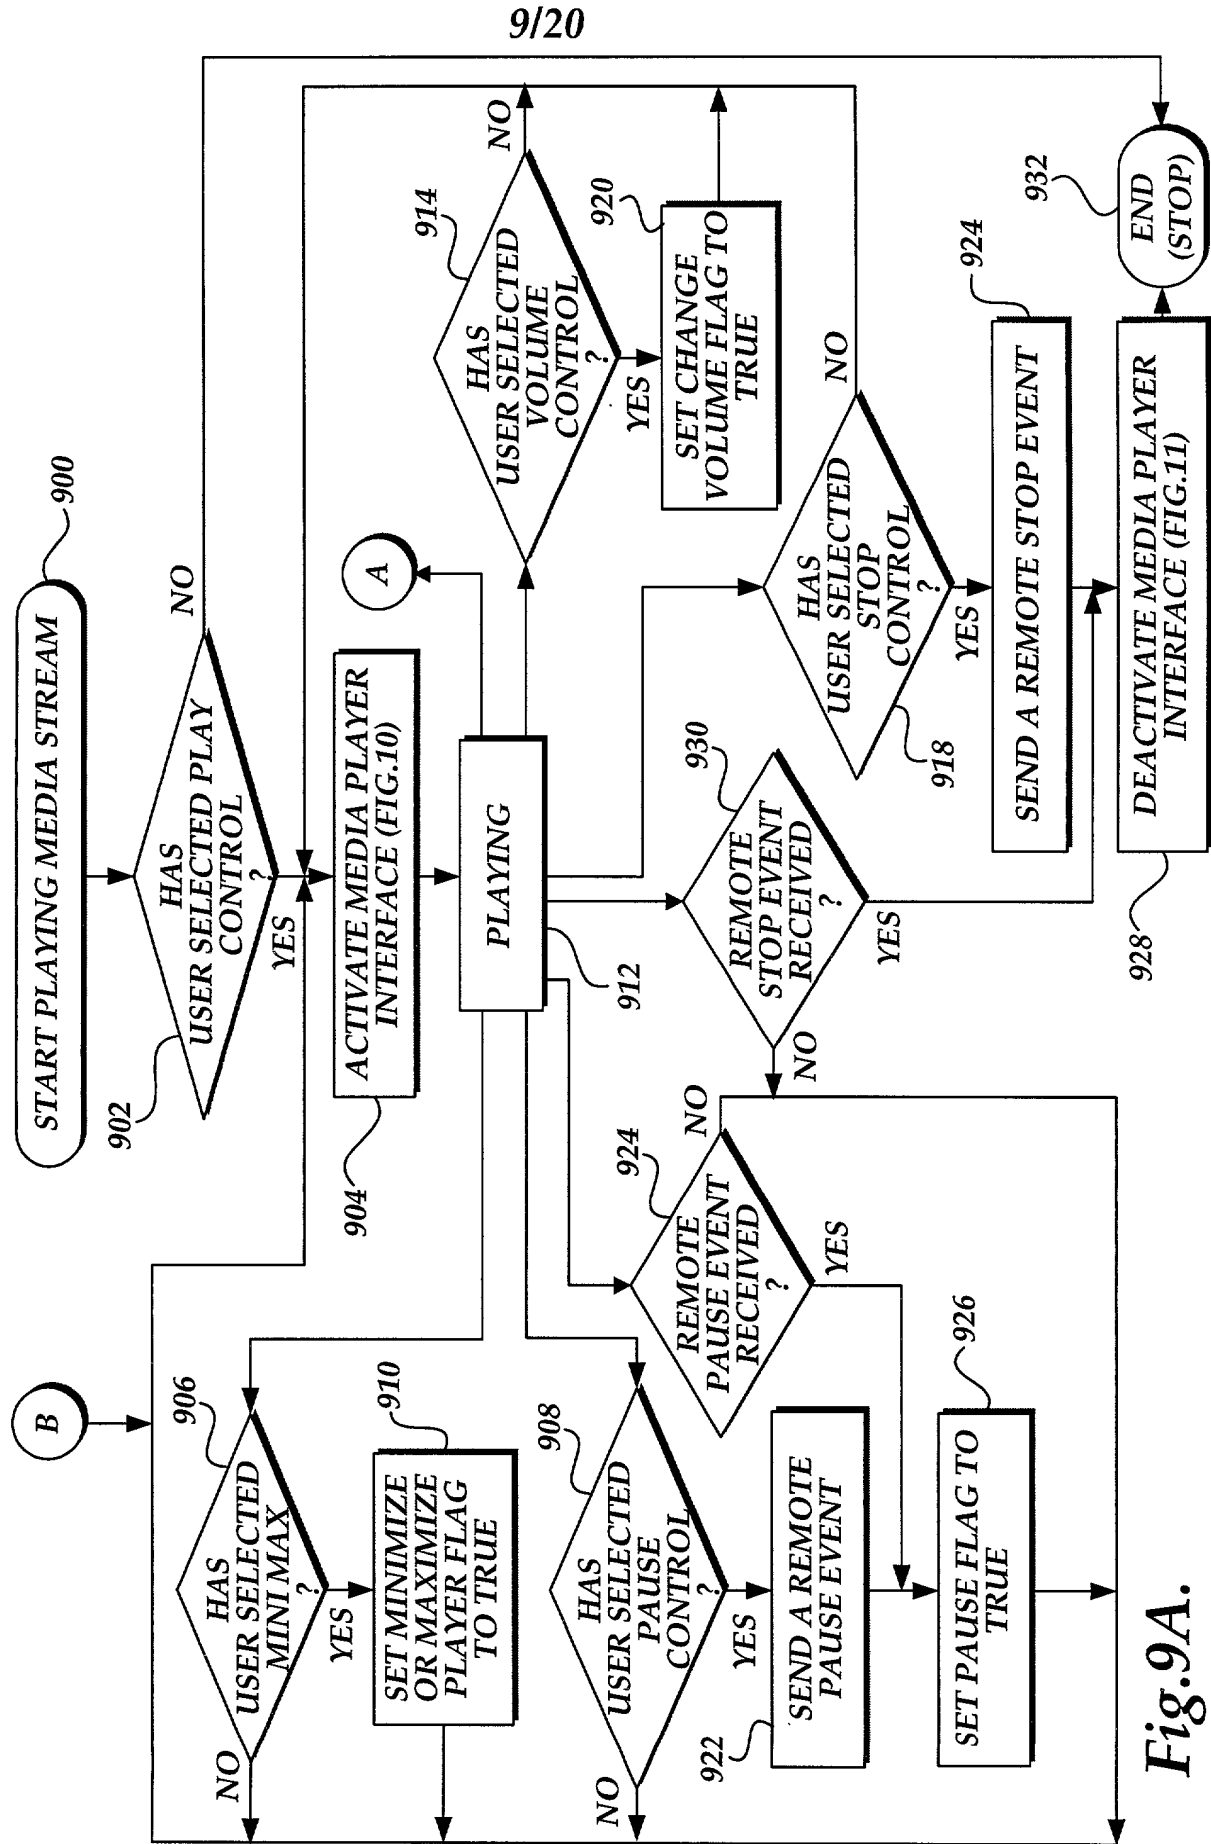 9/20
START PLAYING MEDIA STREAM
900
HAS
USER SELECTED PLAY
CONTROL
?
902
NO
YES
B
ACTIVATE MEDIA PLAYER
INTERFACE (FIG.10)
904
PLAYING
912
A
HAS
USER SELECTED
MINI MAX
?
906
NO
YES
SET MINIMIZE
OR MAXIMIZE
PLAYER FLAG
TO TRUE
910
HAS
USER SELECTED
PAUSE
CONTROL
?
908
NO
YES
SEND A REMOTE
PAUSE EVENT
922
REMOTE
PAUSE EVENT
RECEIVED
?
924
NO
YES
SET PAUSE FLAG TO
TRUE
926
REMOTE
STOP EVENT
RECEIVED
?
930
NO
YES
HAS
USER SELECTED
VOLUME
CONTROL
?
914
NO
YES
SET CHANGE
VOLUME FLAG TO
TRUE
920
HAS
USER SELECTED
STOP
CONTROL
?
918
NO
YES
SEND A REMOTE STOP EVENT
924
DEACTIVATE MEDIA PLAYER
INTERFACE (FIG.11)
928
END
(STOP)
932
Fig.9A.